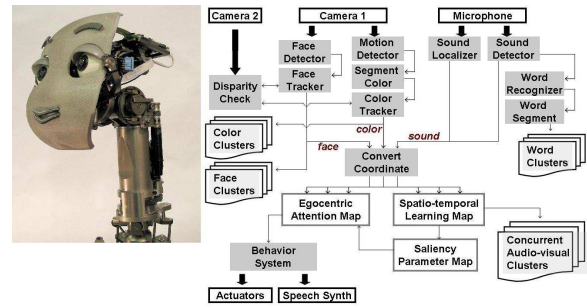 Camera 2
Camera 1
Microphone
Face
Detector
Motion
Detector
Sound
Localizer
Sound
Detector
Face
Tracker
Segment
Color
Disparity
Check
Color
Tracker
Word
Recognizer
Word
Segment
Color
Clusters
color
face
sound
Convert
Coordinate
Face
Clusters
Word
Clusters
Egocentric
Attention Map
Spatio-temporal
Learning Map
Behavior
System
Saliency
Parameter Map
Concurrent
Audio-visual
Clusters
Actuators
Speech Synth